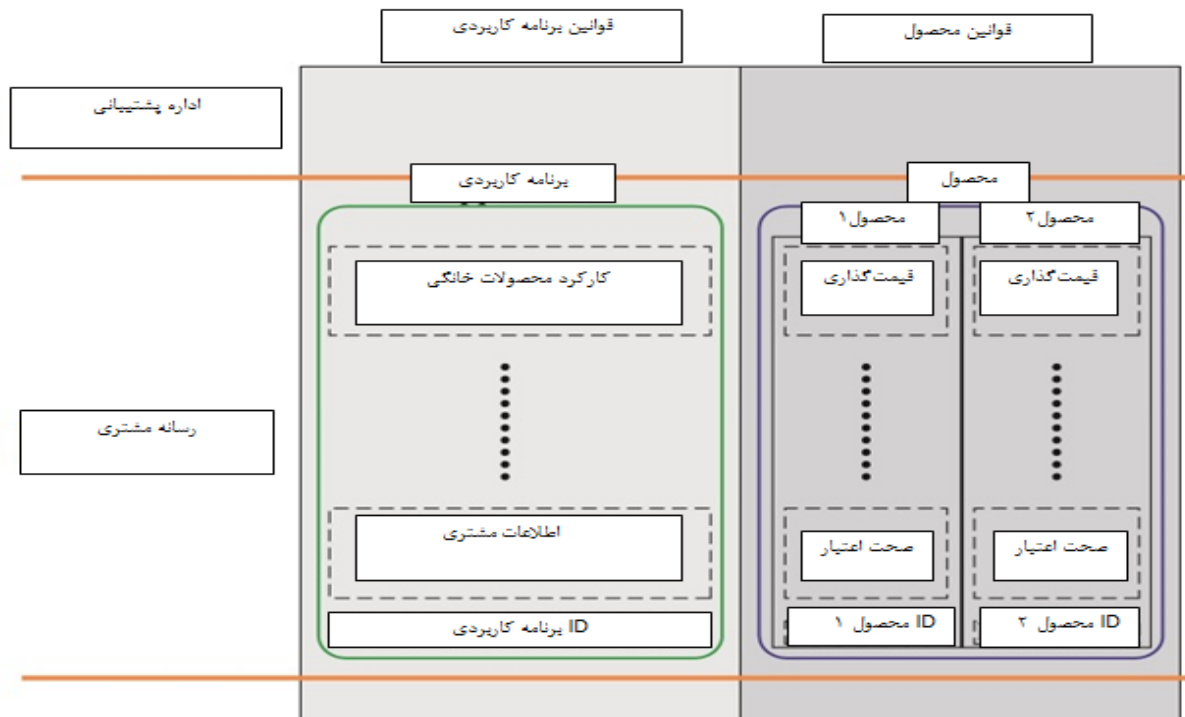 قوانین محصول
قوانین برنامه کاربردی
اداره پشتیبانی
محصول
برنامه کاربردی
محصول۱
محصول۲
قیمت‌گذاری
قیمت‌گذاری
کارکرد محصولات خانگی
رسانه مشتری
اطلاعات مشتری
صحت اعتبار
صحت اعتبار
ID برنامه کاربردی
ID محصول ۱
ID محصول ۲